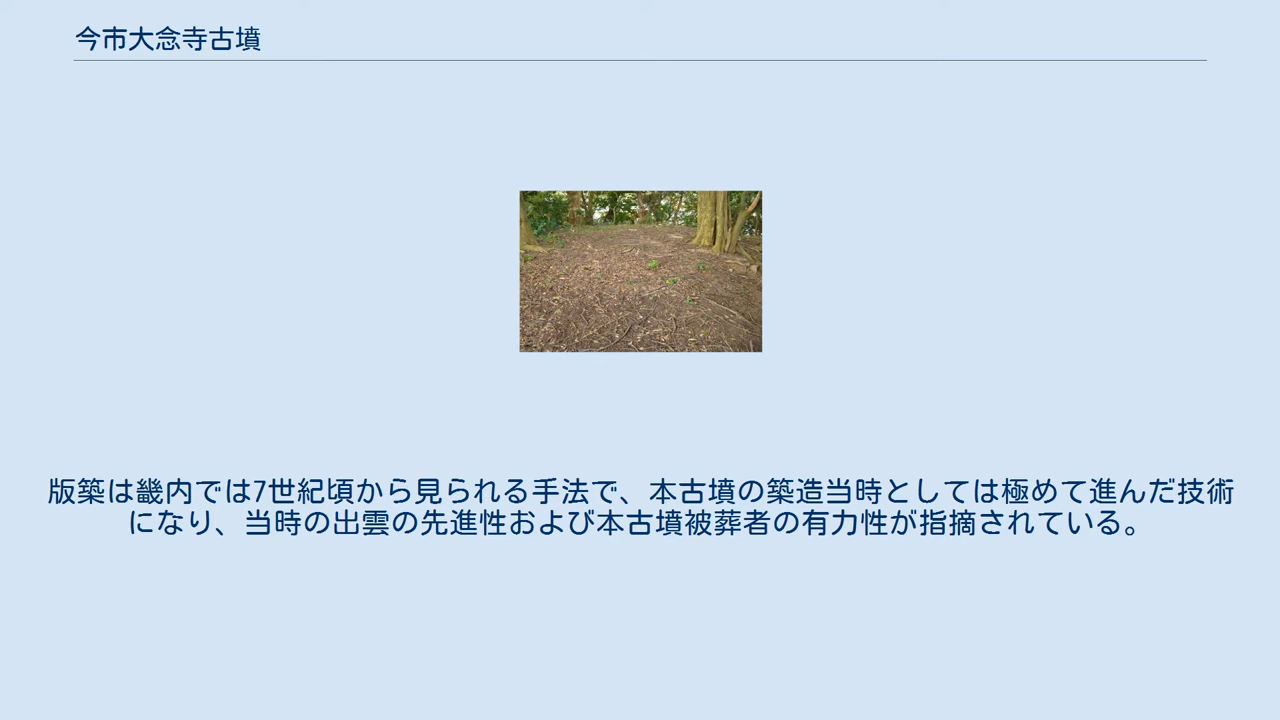 今市大念寺古墳
版築は畿内では7世紀頃から見られる手法で、本古墳の築造当時としては極めて進んだ技術
になり、当時の出雲の先進性および本古墳被葬者の有力性が指摘されている。